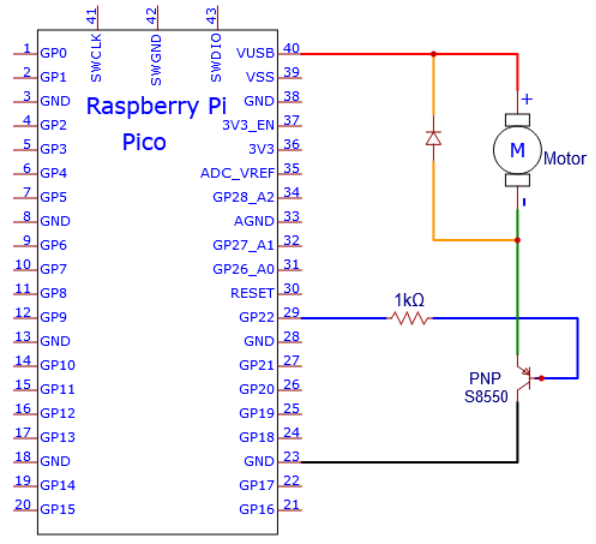 41
42
43
SWCLK
SWGND
SWDIO
1 GP0 VUSB 40
2 GP1 VSS 39
3 GND GND 38
Raspberry Pi
Pico
4 GP2 3V3_EN 37
5 GP3 3V3 36
6 GP4 ADC_VREF 35
7 GP5 GP28_A2 34
8 GND AGND 33
9 GP6 GP27_A1 32
10 GP7 GP26_A0 31
11 GP8 RESET 30
12 GP9 GP22 29
13 GND GND 28
14 GP10 GP21 27
15 GP11 GP20 26
16 GP12 GP19 25
17 GP13 GP18 24
18 GND GND 23
19 GP14 GP17 22
20 GP15 GP16 21
+
M
Motor
-
1kΩ
PNP
S8550